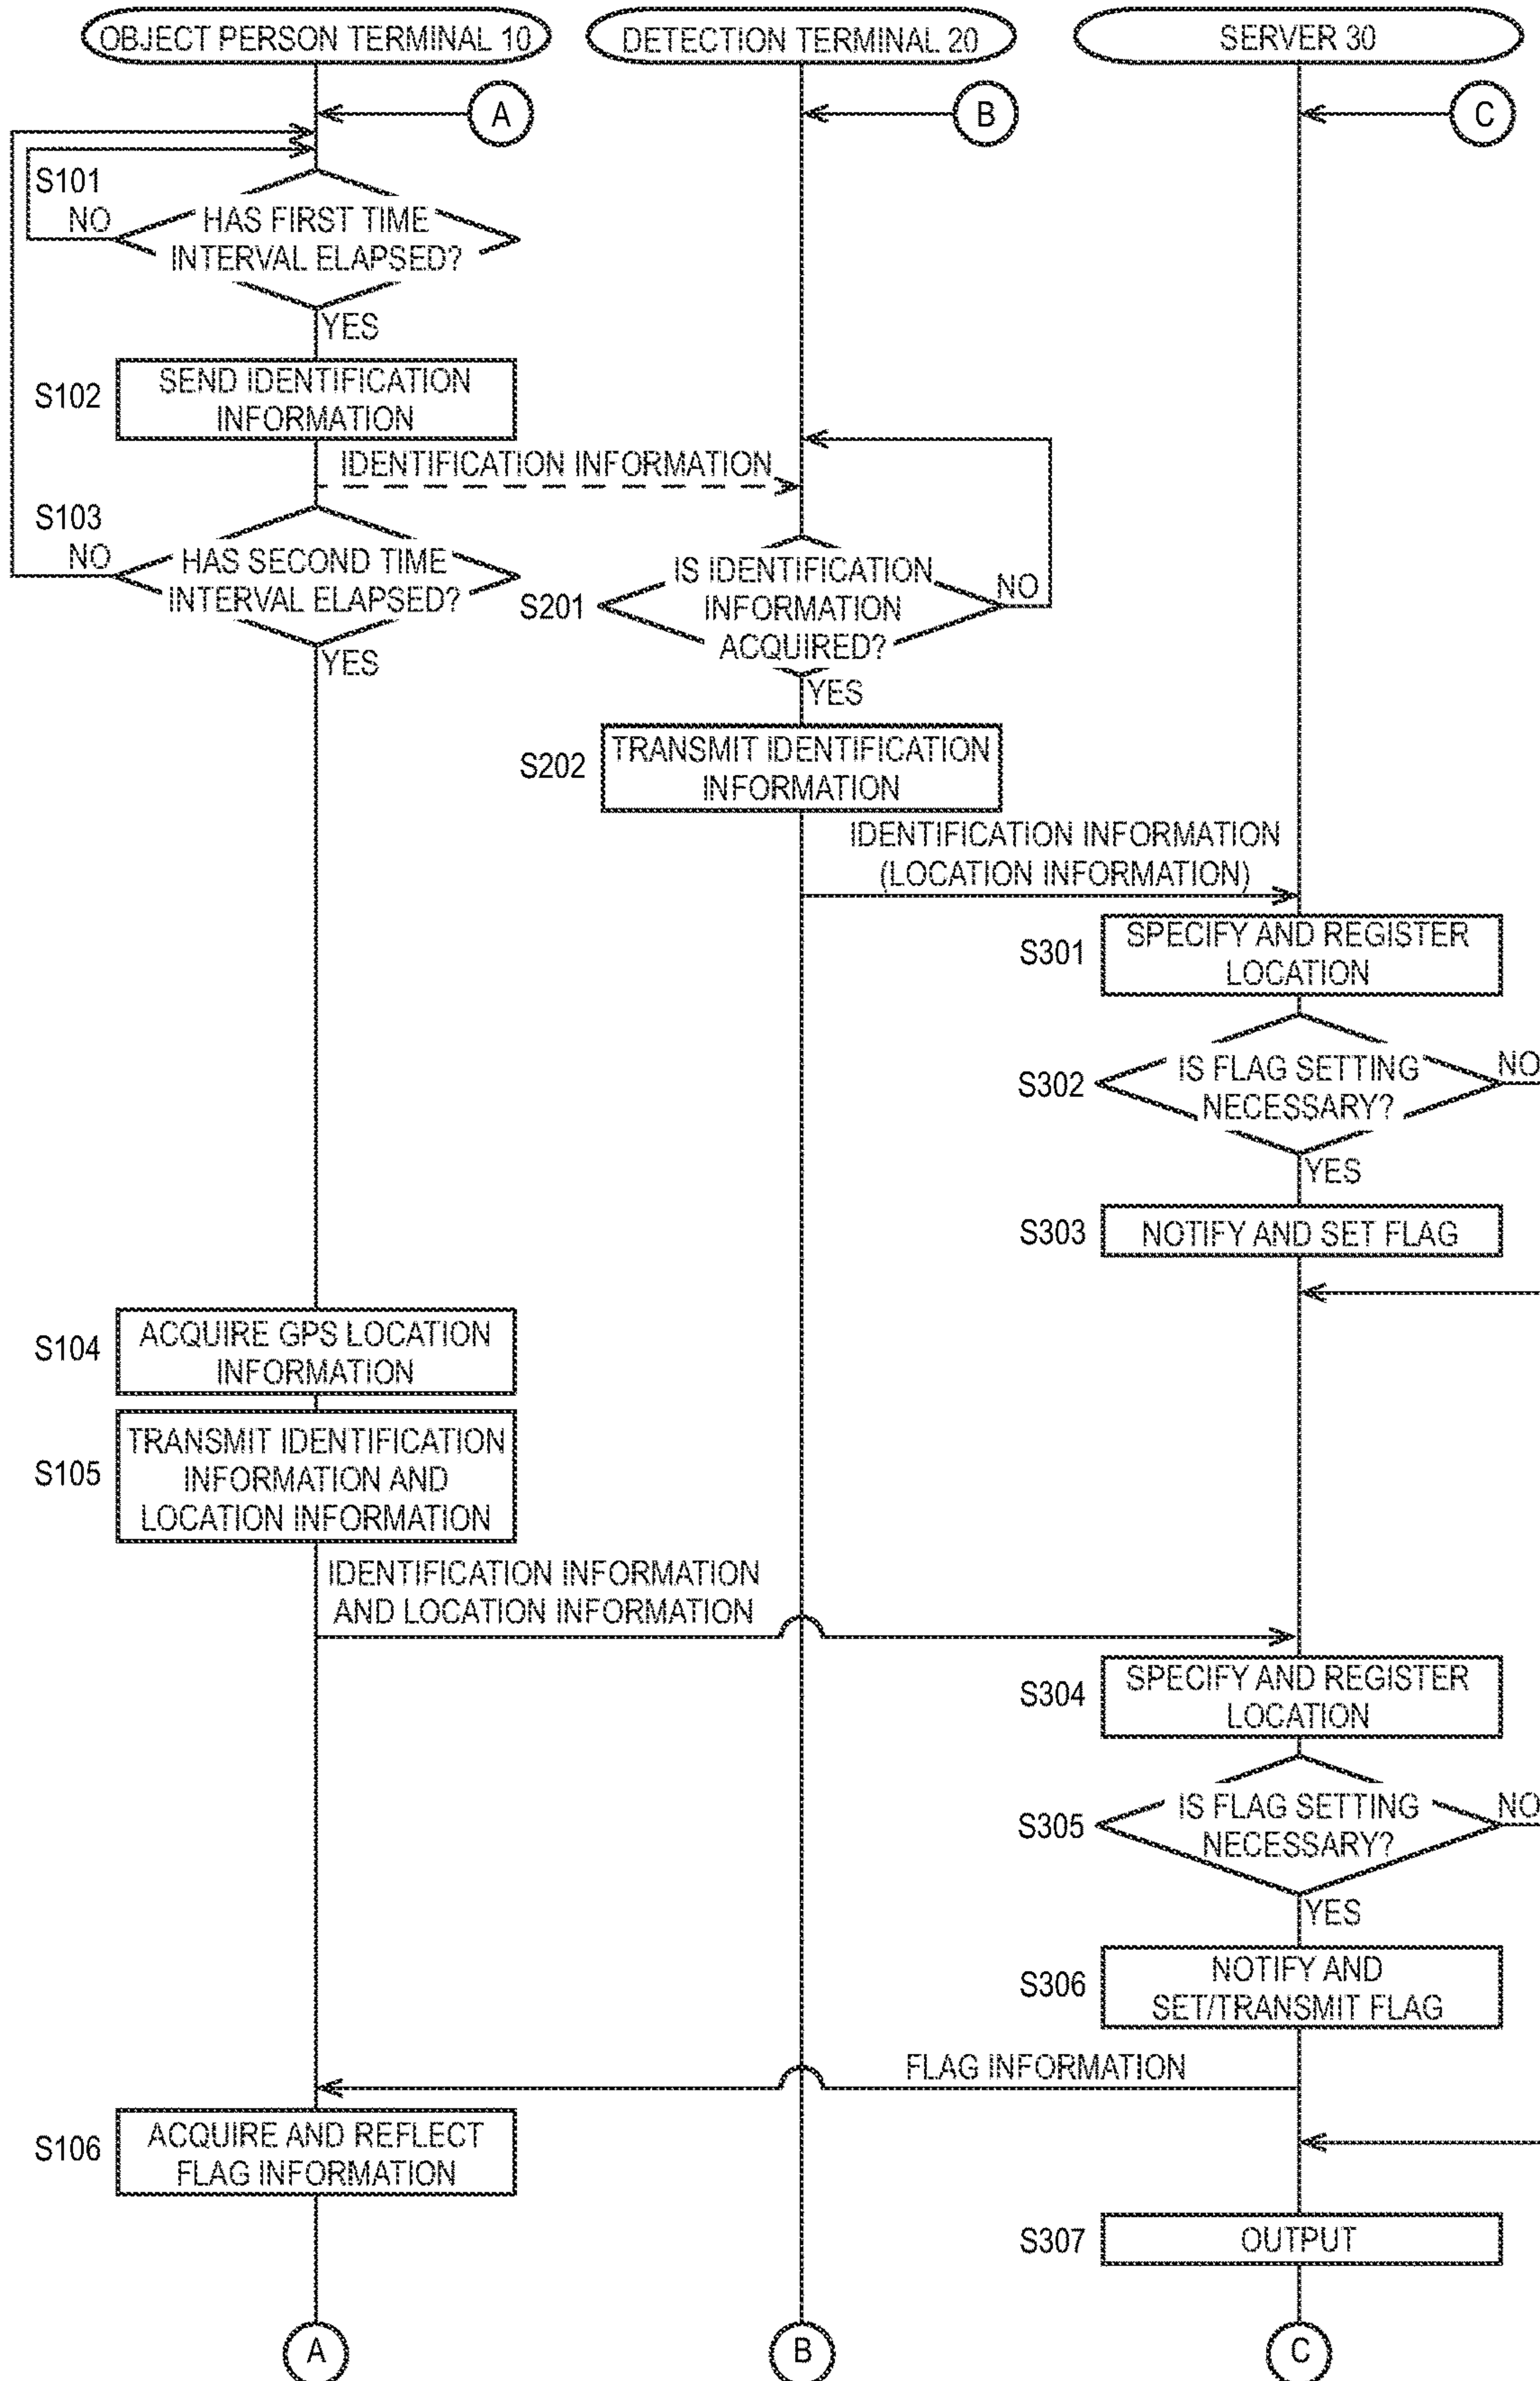 OBJECT PERSON TERMINAL 10
DETECTION TERMINAL 20
SERVER 30
A
B
C
S101
NO
HAS FIRST TIME
INTERVAL ELAPSED?
YES
S102
SEND IDENTIFICATION
INFORMATION
IDENTIFICATION INFORMATION
S103
NO
HAS SECOND TIME
INTERVAL ELAPSED?
YES
S201
IS IDENTIFICATION
INFORMATION
ACQUIRED?
NO
YES
S202
TRANSMIT IDENTIFICATION
INFORMATION
IDENTIFICATION INFORMATION
(LOCATION INFORMATION)
S301
SPECIFY AND REGISTER
LOCATION
S302
IS FLAG SETTING
NECESSARY?
NO
YES
S303
NOTIFY AND SET FLAG
S104
ACQUIRE GPS LOCATION
INFORMATION
S105
TRANSMIT IDENTIFICATION
INFORMATION AND
LOCATION INFORMATION
IDENTIFICATION INFORMATION
AND LOCATION INFORMATION
S304
SPECIFY AND REGISTER
LOCATION
S305
IS FLAG SETTING
NECESSARY?
NO
YES
S306
NOTIFY AND
SET/TRANSMIT FLAG
FLAG INFORMATION
S106
ACQUIRE AND REFLECT
FLAG INFORMATION
S307
OUTPUT
A
B
C